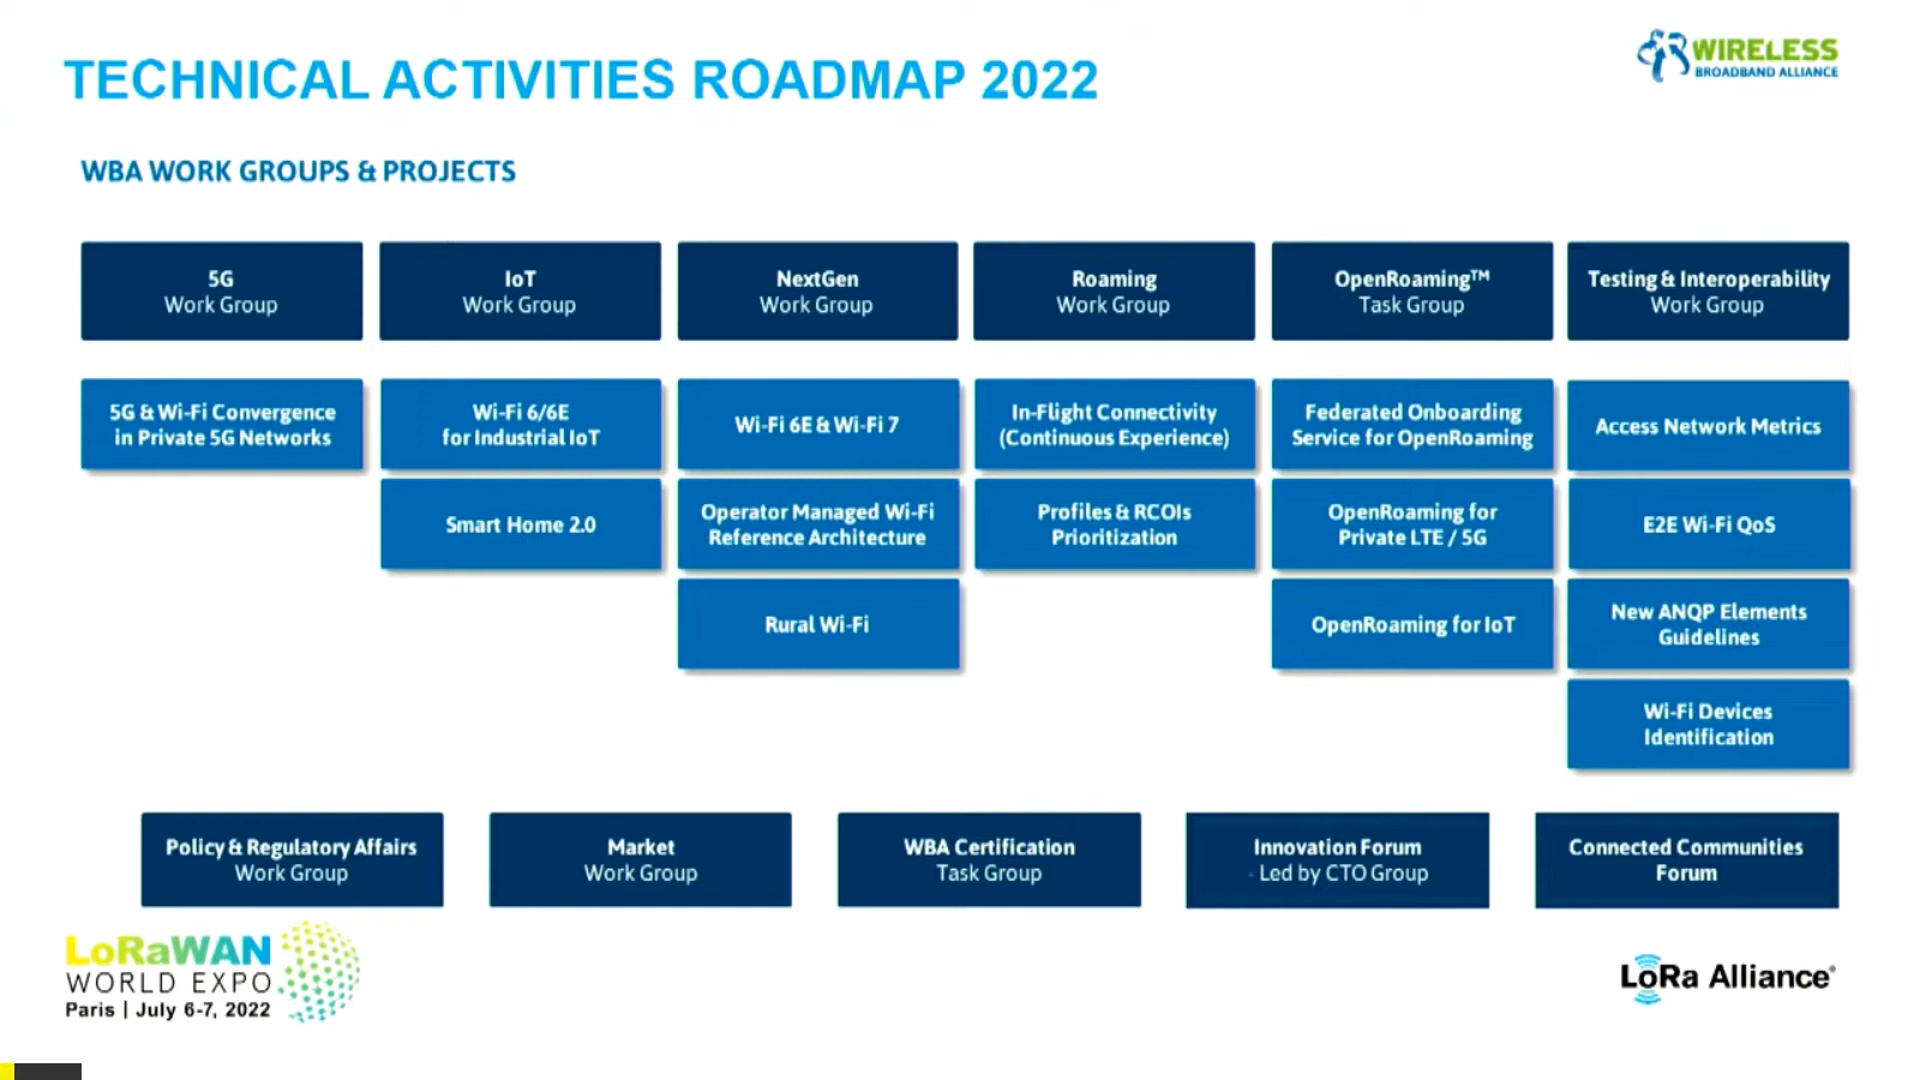 TECHNICAL ACTIVITIES ROADMAP 2022
WIRELESS
BROADBAND ALLIANCE
WBA WORK GROUPS & PROJECTS
5G
Work Group
IoT
Work Group
NextGen
Work Group
Roaming
Work Group
OpenRoaming™
Task Group
Testing & Interoperability
Work Group
5G & Wi-Fi Convergence
in Private 5G Networks
Wi-Fi 6/6E
for Industrial IoT
Wi-Fi 6E & Wi-Fi 7
In-Flight Connectivity
(Continuous Experience)
Federated Onboarding
Service for OpenRoaming
Access Network Metrics
Smart Home 2.0
Operator Managed Wi-Fi
Reference Architecture
Profiles & RCOIs
Prioritization
OpenRoaming for
Private LTE / 5G
E2E Wi-Fi QoS
Rural Wi-Fi
OpenRoaming for IoT
New ANQP Elements
Guidelines
Wi-Fi Devices
Identification
Policy & Regulatory Affairs
Work Group
Market
Work Group
WBA Certification
Task Group
Innovation Forum
- Led by CTO Group
Connected Communities
Forum
LoRaWAN
WORLD EXPO
Paris | July 6-7, 2022
LoRa Alliance®